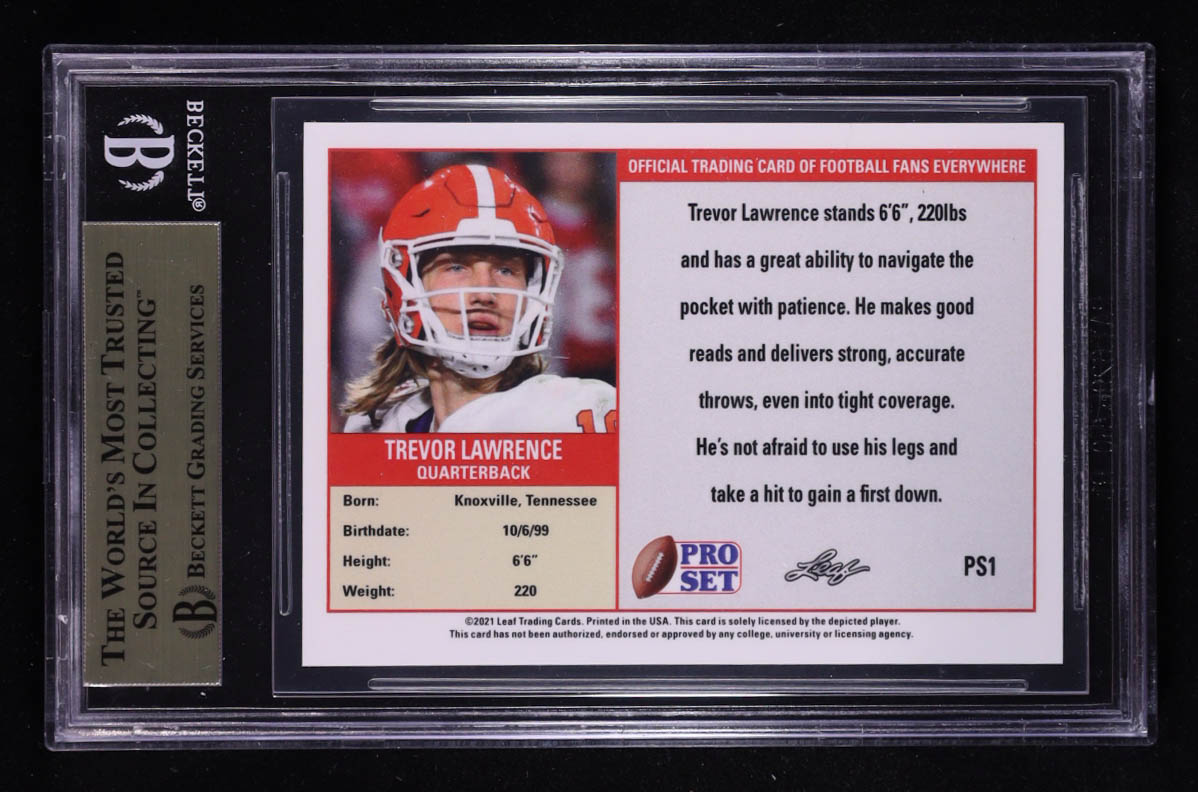 BECKETT®
B
THE WORLD'S MOST TRUSTED
SOURCE IN COLLECTING™
B BECKETT GRADING SERVICES
OFFICIAL TRADING CARD OF FOOTBALL FANS EVERYWHERE
Trevor Lawrence stands 6'6", 220lbs
and has a great ability to navigate the
pocket with patience. He makes good
reads and delivers strong, accurate
throws, even into tight coverage.
He's not afraid to use his legs and
take a hit to gain a first down.
TREVOR LAWRENCE
QUARTERBACK
Born: Knoxville, Tennessee
Birthdate: 10/6/99
Height: 6'6"
Weight: 220
PRO
SET
Leaf
PS1
©2021 Leaf Trading Cards. Printed in the USA. This card is solely licensed by the depicted player.
This card has not been authorized, endorsed or approved by any college, university or licensing agency.